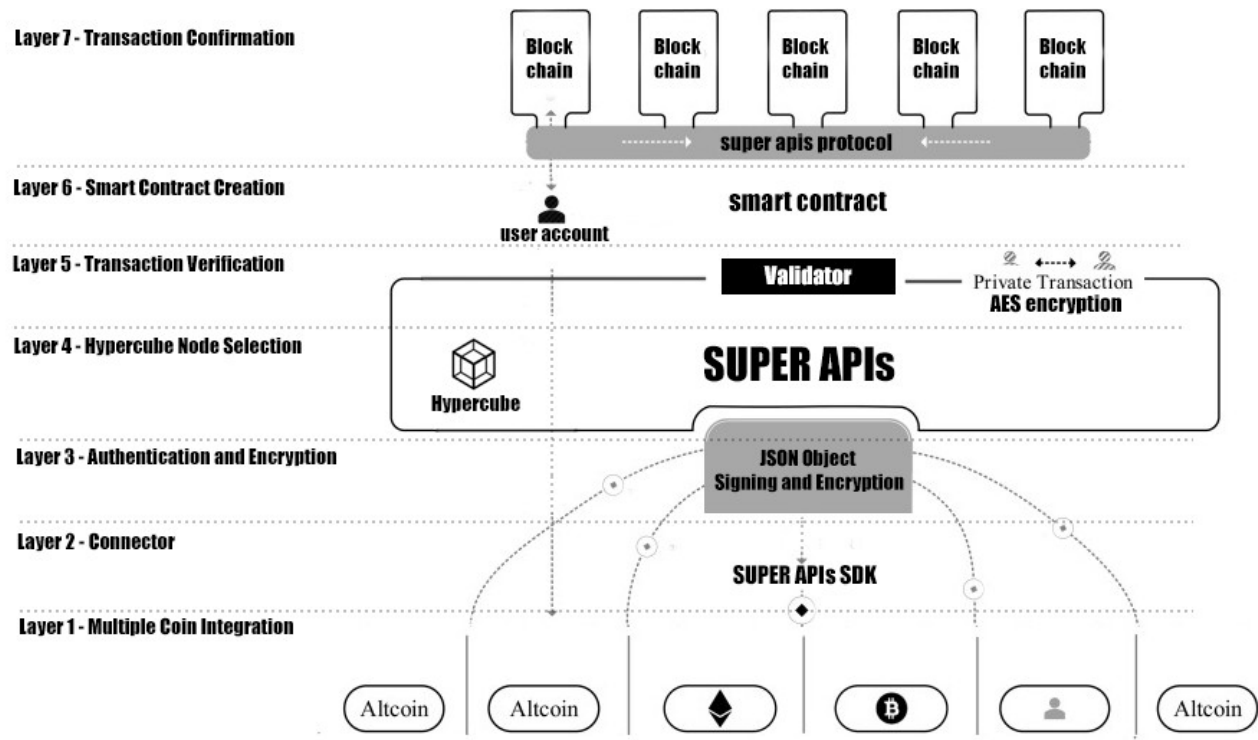 Layer 7 - Transaction Confirmation
Block
chain
Block
chain
Block
chain
Block
chain
Block
chain
super apis protocol
Layer 6 - Smart Contract Creation
smart contract
user account
Layer 5 - Transaction Verification
Validator
Private Transaction
AES encryption
Layer 4 - Hypercube Node Selection
SUPER APIs
Hypercube
Layer 3 - Authentication and Encryption
JSON Object
Signing and Encryption
Layer 2 - Connector
SUPER APIs SDK
Layer 1 - Multiple Coin Integration
Altcoin
Altcoin
Altcoin